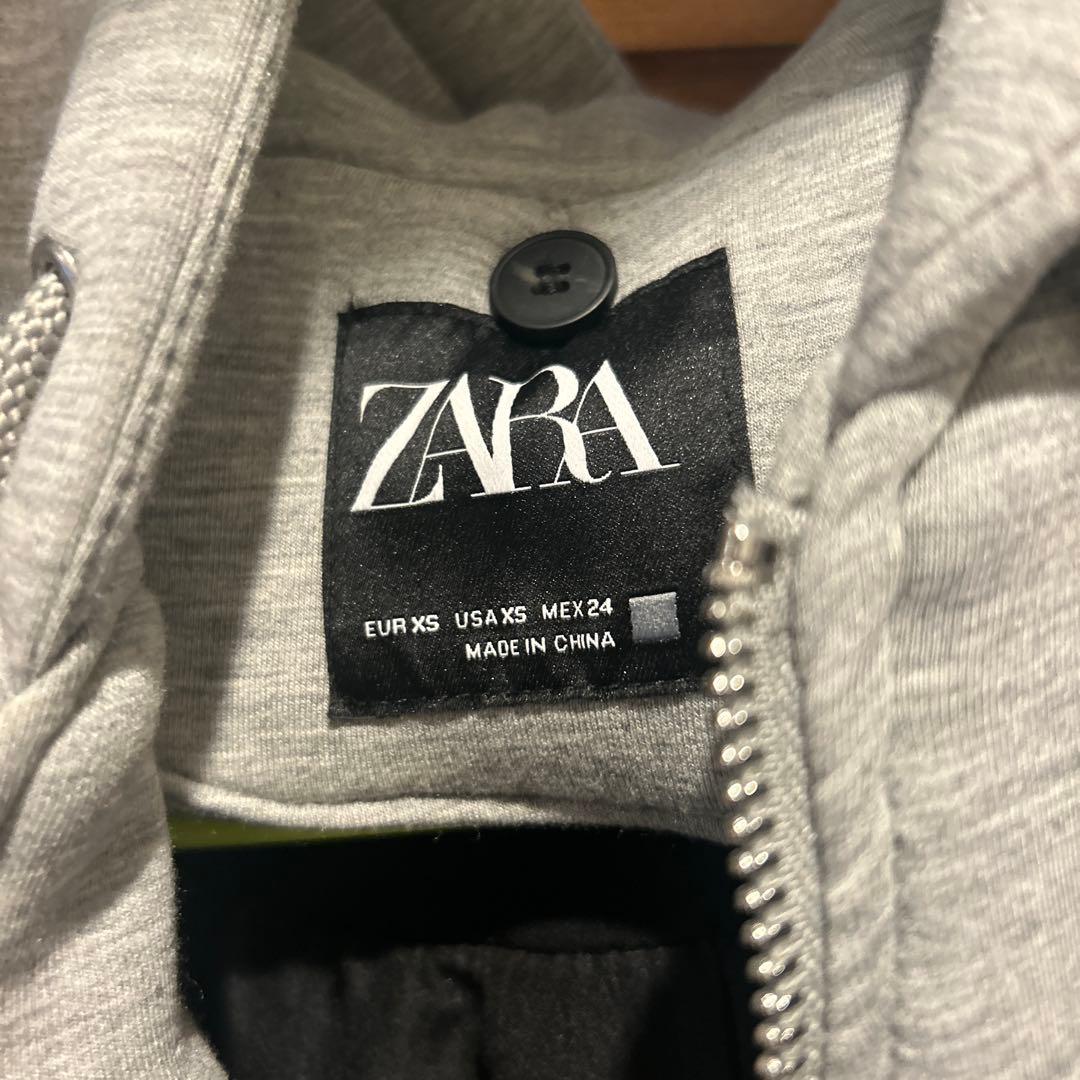 ZARA
EUR XS USA XS MEX 24
MADE IN CHINA